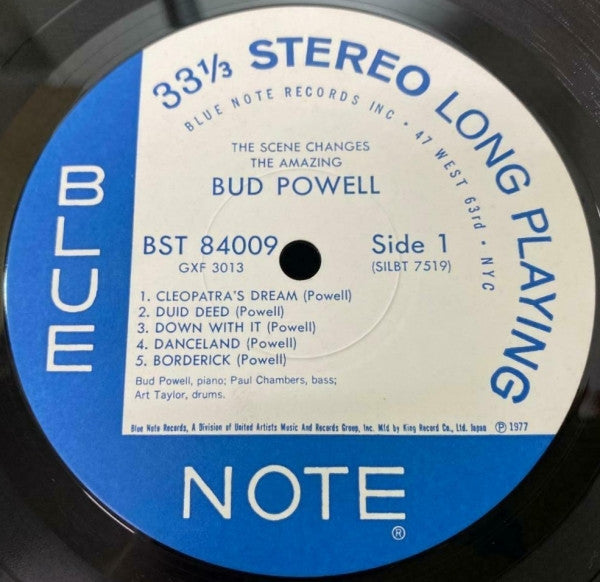 33⅓ STEREO LONG PLAYING
BLUE NOTE RECORDS INC • 47 WEST 63rd • NYC
THE SCENE CHANGES
THE AMAZING
BUD POWELL
BST 84009 Side 1
GXF 3013 (SILBT 7519)
1. CLEOPATRA'S DREAM (Powell)
2. DUID DEED (Powell)
3. DOWN WITH IT (Powell)
4. DANCELAND (Powell)
5. BORDERICK (Powell)
Bud Powell, piano; Paul Chambers, bass;
Art Taylor, drums.
Blue Note Records, A Division of United Artists Music And Records Group, Inc. Mfd by King Record Co., Ltd. Japan ℗ 1977
BLUE
NOTE®